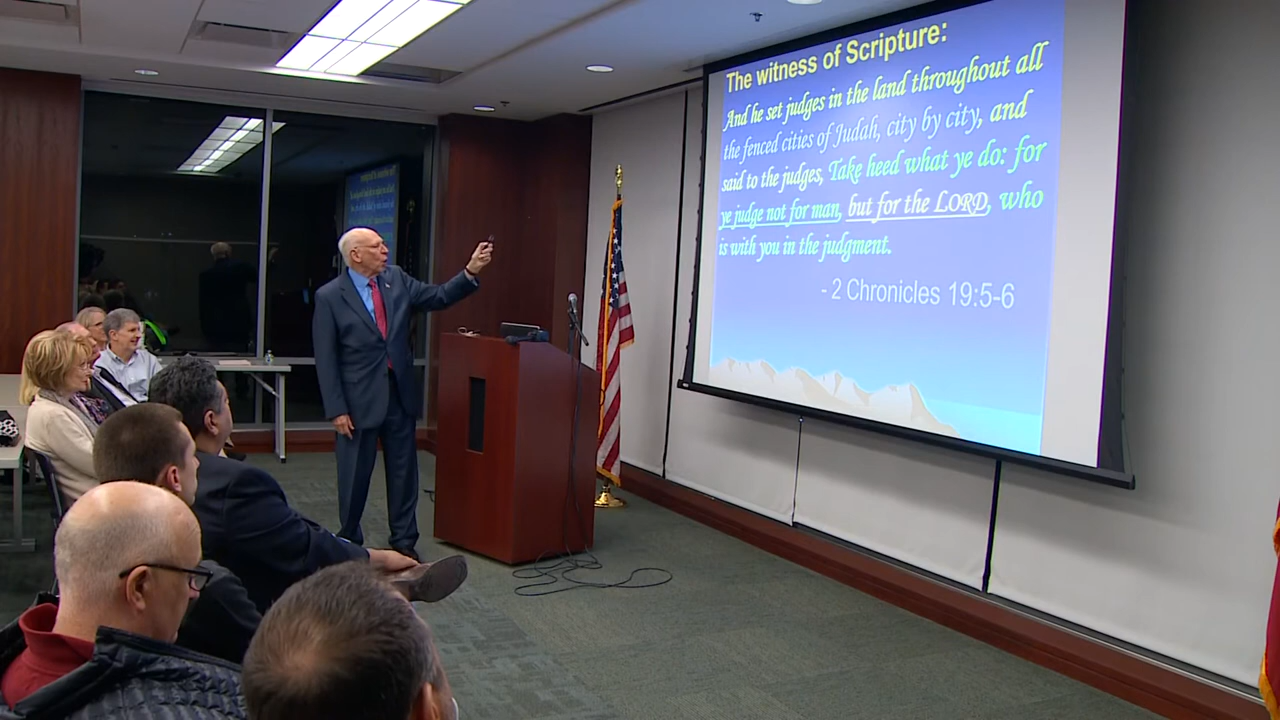 The witness of Scripture:
And he set judges in the land throughout all
the fenced cities of Judah, city by city, and
said to the judges, Take heed what ye do: for
ye judge not for man, but for the LORD, who
is with you in the judgment.
- 2 Chronicles 19:5-6